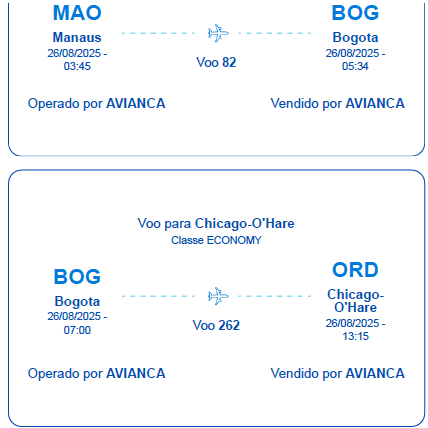 MAO
BOG
Manaus
Bogota
26/08/2025 -
03:45
26/08/2025 -
05:34
Voo 82
Operado por AVIANCA
Vendido por AVIANCA
Voo para Chicago-O'Hare
Classe ECONOMY
BOG
ORD
Bogota
Chicago-
O'Hare
26/08/2025 -
07:00
26/08/2025 -
13:15
Voo 262
Operado por AVIANCA
Vendido por AVIANCA